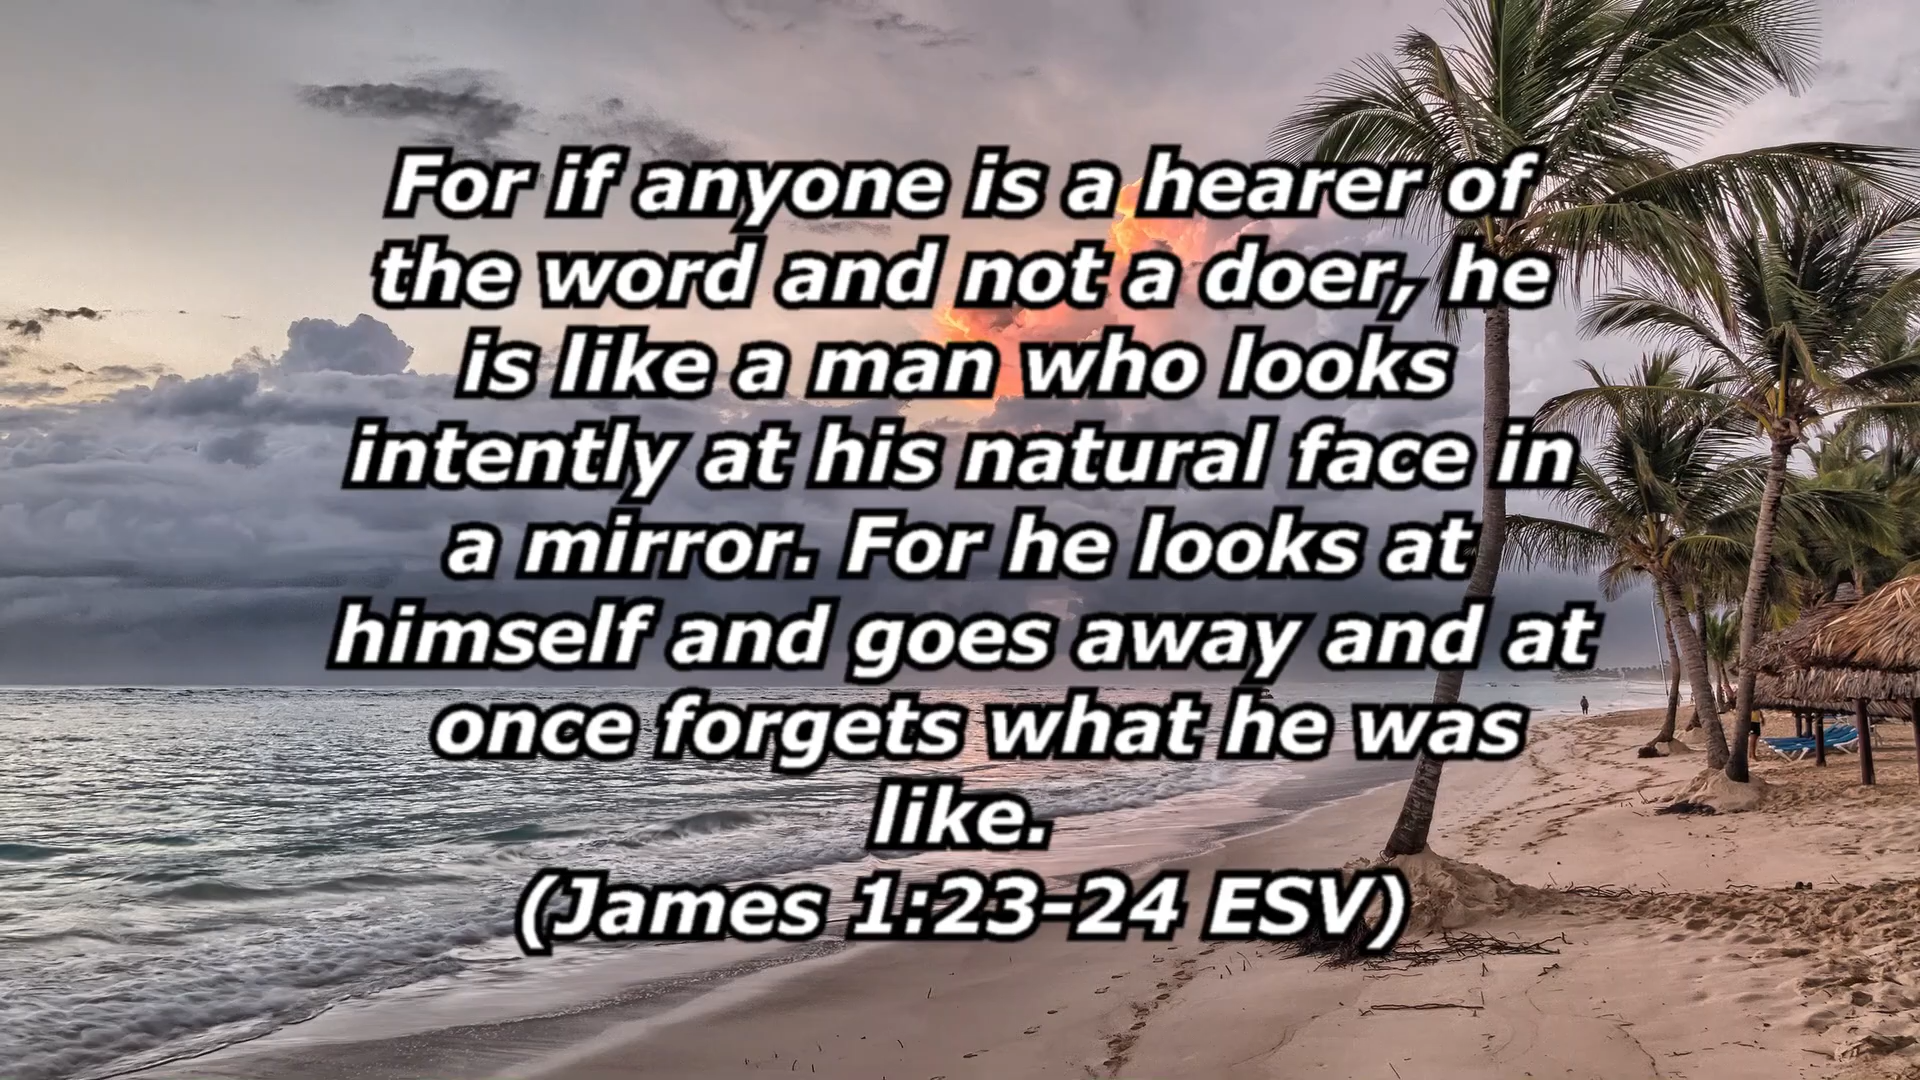 For if anyone is a hearer of
the word and not a doer, he
is like a man who looks
intently at his natural face in
a mirror. For he looks at
himself and goes away and at
once forgets what he was
like.
(James 1:23-24 ESV)